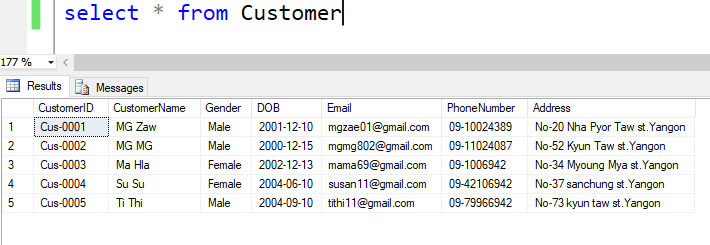 select * from Customer
177 %
Results Messages
CustomerID CustomerName Gender DOB Email PhoneNumber Address
1 Cus-0001 MG Zaw Male 2001-12-10 mgzae01@gmail.com 09-10024389 No-20 Nha Pyor Taw st.Yangon
2 Cus-0002 MG MG Male 2000-12-15 mgmg802@gmail.com 09-11024087 No-52 Kyun Taw st.Yangon
3 Cus-0003 Ma Hla Female 2002-12-13 mama69@gmail.com 09-1006942 No-34 Myoung Mya st.Yangon
4 Cus-0004 Su Su Female 2004-06-10 susan11@gmail.com 09-42106942 No-37 sanchung st.Yangon
5 Cus-0005 Ti Thi Male 2004-09-10 tithi11@gmail.com 09-79966942 No-73 kyun taw st.Yangon